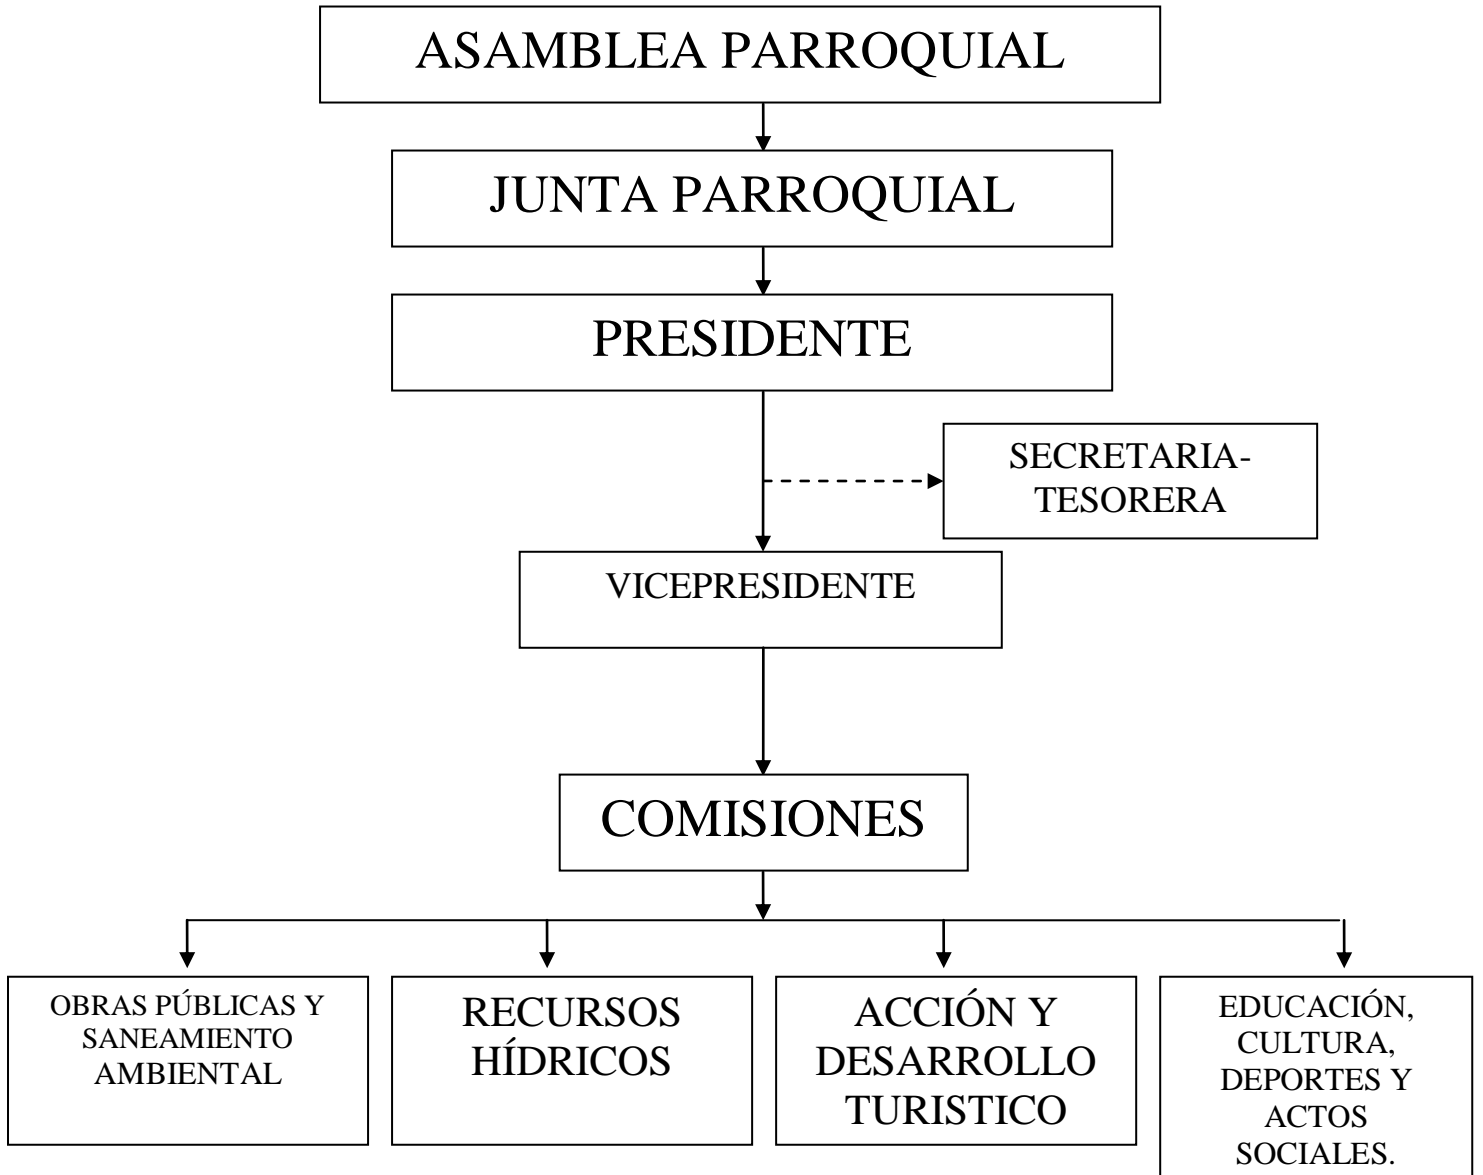 ASAMBLEA PARROQUIAL
JUNTA PARROQUIAL
PRESIDENTE
SECRETARIA-
TESORERA
VICEPRESIDENTE
COMISIONES
OBRAS PÚBLICAS Y
SANEAMIENTO
AMBIENTAL
RECURSOS
HÍDRICOS
ACCIÓN Y
DESARROLLO
TURISTICO
EDUCACIÓN,
CULTURA,
DEPORTES Y
ACTOS
SOCIALES.